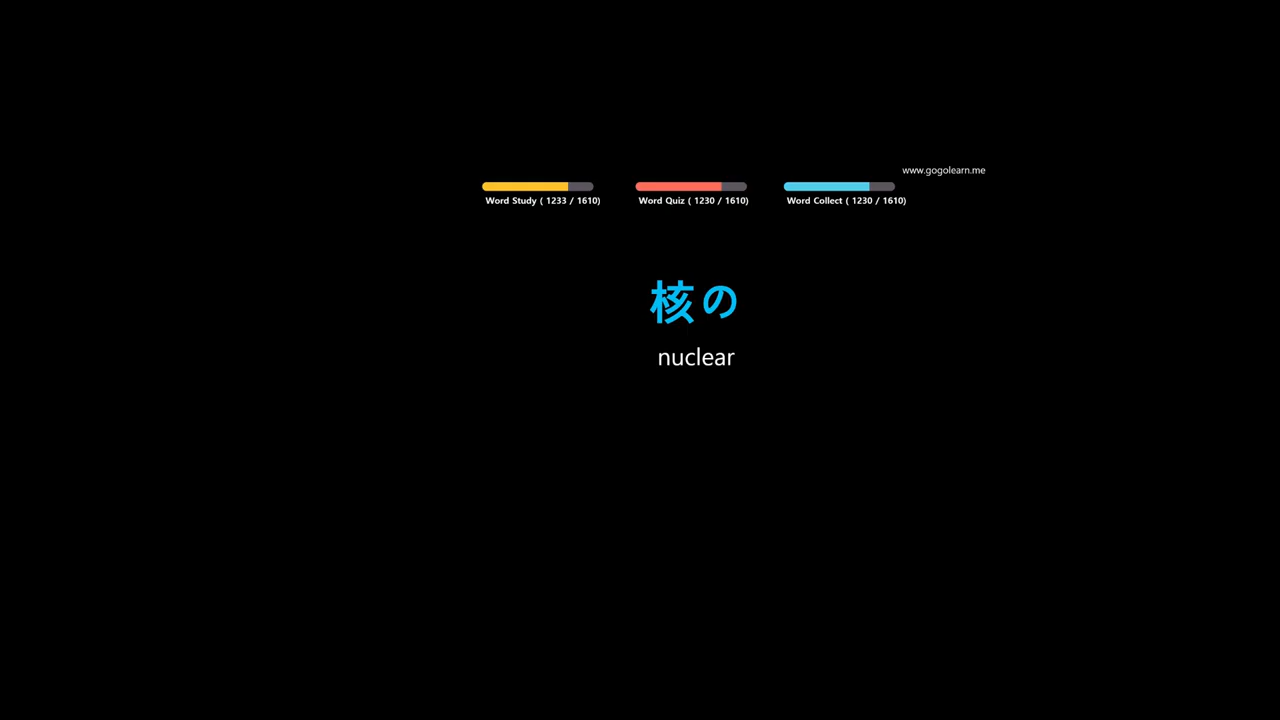 www.gogolearn.me
Word Study ( 1233 / 1610)
Word Quiz ( 1230 / 1610)
Word Collect ( 1230 / 1610)
核の
nuclear